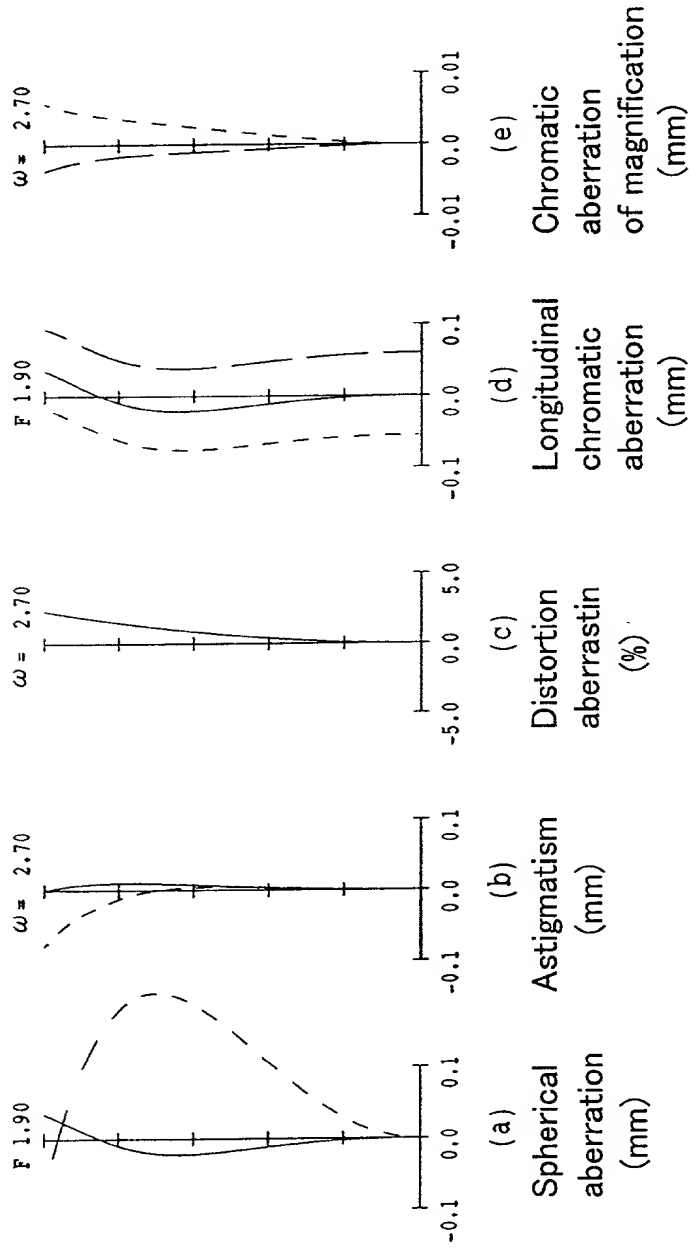 F 1.90
-0.1 0.0 0.1
(a)
Spherical
aberration
(mm)
ω= 2.70
-0.1 0.0 0.1
(b)
Astigmatism
(mm)
ω= 2.70
-5.0 0.0 5.0
(c)
Distortion
aberrastin
(%)
F 1.90
-0.1 0.0 0.1
(d)
Longitudinal
chromatic
aberration
(mm)
ω= 2.70
-0.01 0.0 0.01
(e)
Chromatic
aberration
of magnification
(mm)